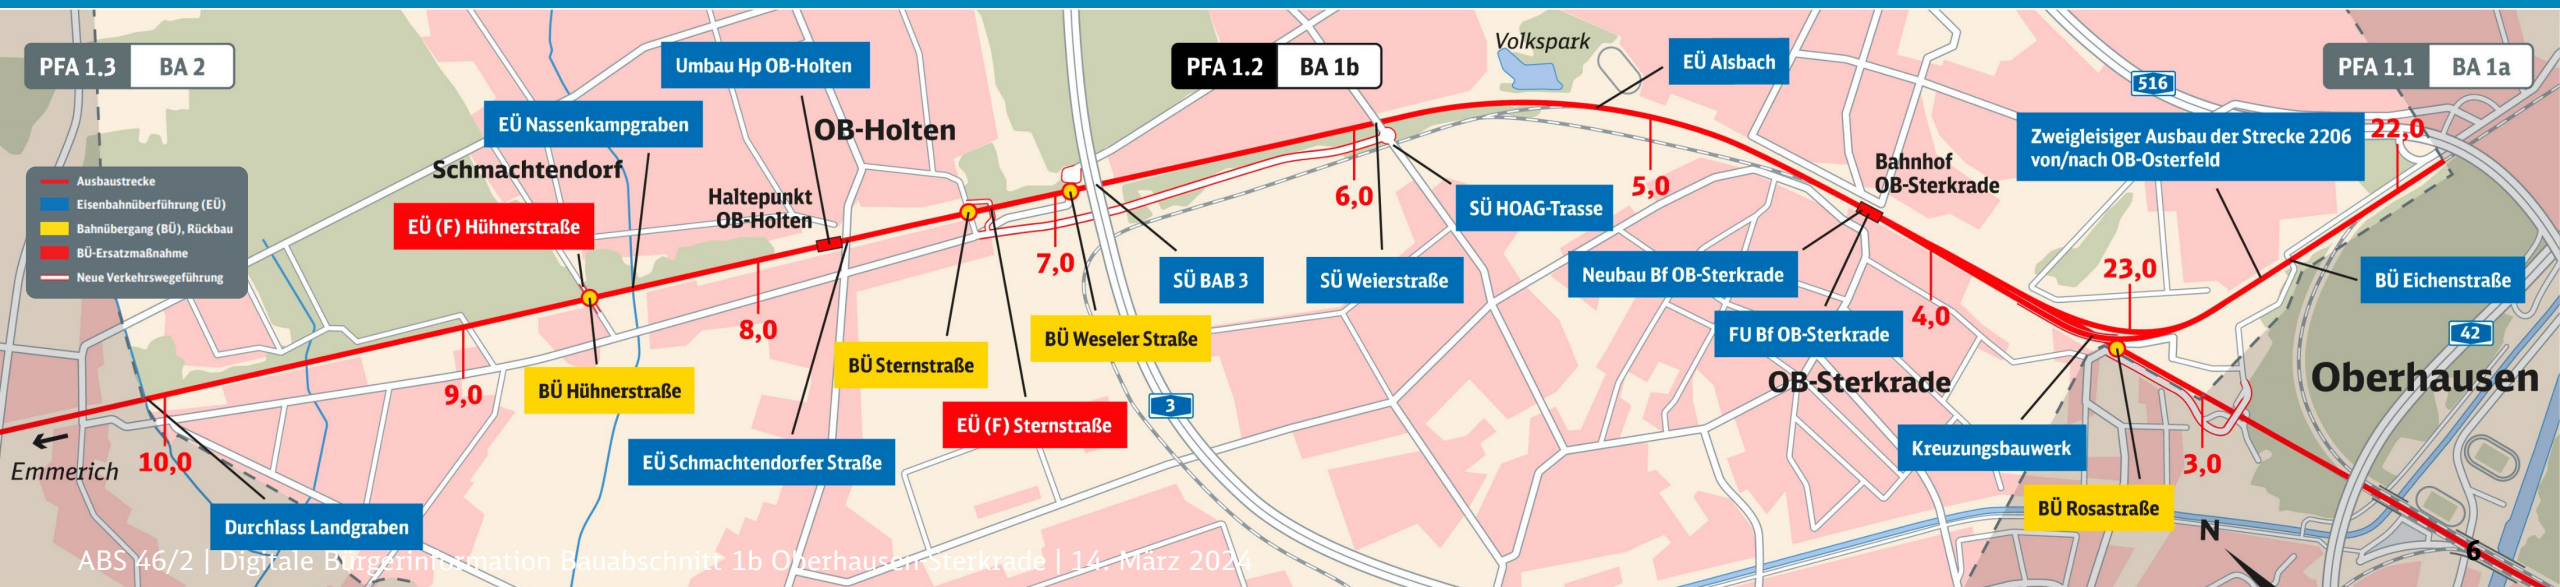 PFA 1.3 BA 2
Umbau Hp OB-Holten
PFA 1.2 BA 1b
Volkspark
EÜ Alsbach
516
PFA 1.1 BA 1a
EÜ Nassenkampgraben
OB-Holten
Zweigleisiger Ausbau der Strecke 2206
von/nach OB-Osterfeld
22,0
Schmachtendorf
Bahnhof
OB-Sterkrade
Ausbaustrecke
Eisenbahnüberführung (EÜ)
Bahnübergang (BÜ), Rückbau
BÜ-Ersatzmaßnahme
Neue Verkehrswegeführung
EÜ (F) Hühnerstraße
Haltepunkt
OB-Holten
6,0
5,0
SÜ HOAG-Trasse
7,0
SÜ BAB 3
SÜ Weierstraße
Neubau Bf OB-Sterkrade
23,0
BÜ Eichenstraße
8,0
BÜ Weseler Straße
FU Bf OB-Sterkrade
4,0
42
BÜ Sternstraße
9,0
BÜ Hühnerstraße
3
OB-Sterkrade
Oberhausen
EÜ (F) Sternstraße
Emmerich
10,0
EÜ Schmachtendorfer Straße
Kreuzungsbauwerk
3,0
Durchlass Landgraben
BÜ Rosastraße
N
ABS 46/2 | Digitale Bürgerinformation Bauabschnitt 1b Oberhausen-Sterkrade | 14. März 2024
6